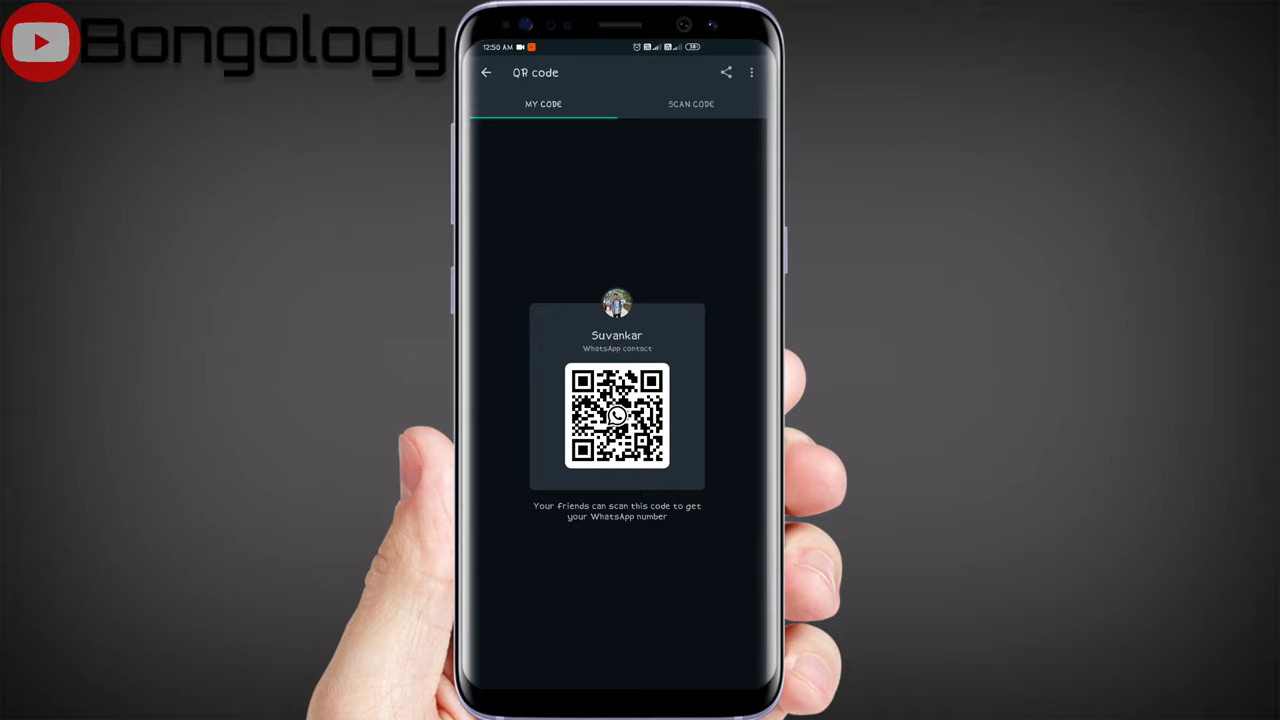 Bongology
12:50 AM
38
QR code
MY CODE
SCAN CODE
Suvankar
WhatsApp contact
Your friends can scan this code to get
your WhatsApp number